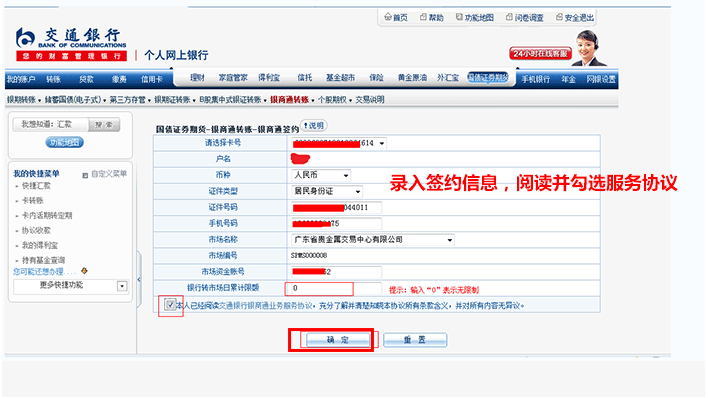 首页 帮助 功能地图 问卷调查 安全退出
交通银行
BANK OF COMMUNICATIONS
您的财富管理银行
个人网上银行
24小时在线客服
我的账户 转账 贷款 缴费 信用卡 理财 家庭管家 得利宝 信托 基金超市 保险 黄金原油 外汇宝 国债证券期货 手机银行 年金 网银设置
银期转账 储蓄国债(电子式) 第三方存管 银期证转账 B股集中式银证转账 银商通转账 个股期权 交易说明
我想知道：汇款 搜索
功能地图
我的快捷菜单 自定义菜单
快捷汇款
卡转账
卡内活期转定期
协议收款
我的得利宝
持有基金查询
您可能还想办理....
更多快捷功能
国债证券期货-银商通转账-银商通签约 说明
请选择卡号 614
户名
币种 人民币
证件类型 居民身份证
证件号码 044011
手机号码 475
市场名称 广东省贵金属交易中心有限公司
市场编号 SPMS000008
市场资金账号 52
银行转市场日累计限额 0 提示：输入“0”表示无限制
本人已经阅读交通银行银商通业务服务协议，充分了解并清楚知晓本协议所有条款含义，并对所有内容无异议。
确 定 重 置
录入签约信息，阅读并勾选服务协议